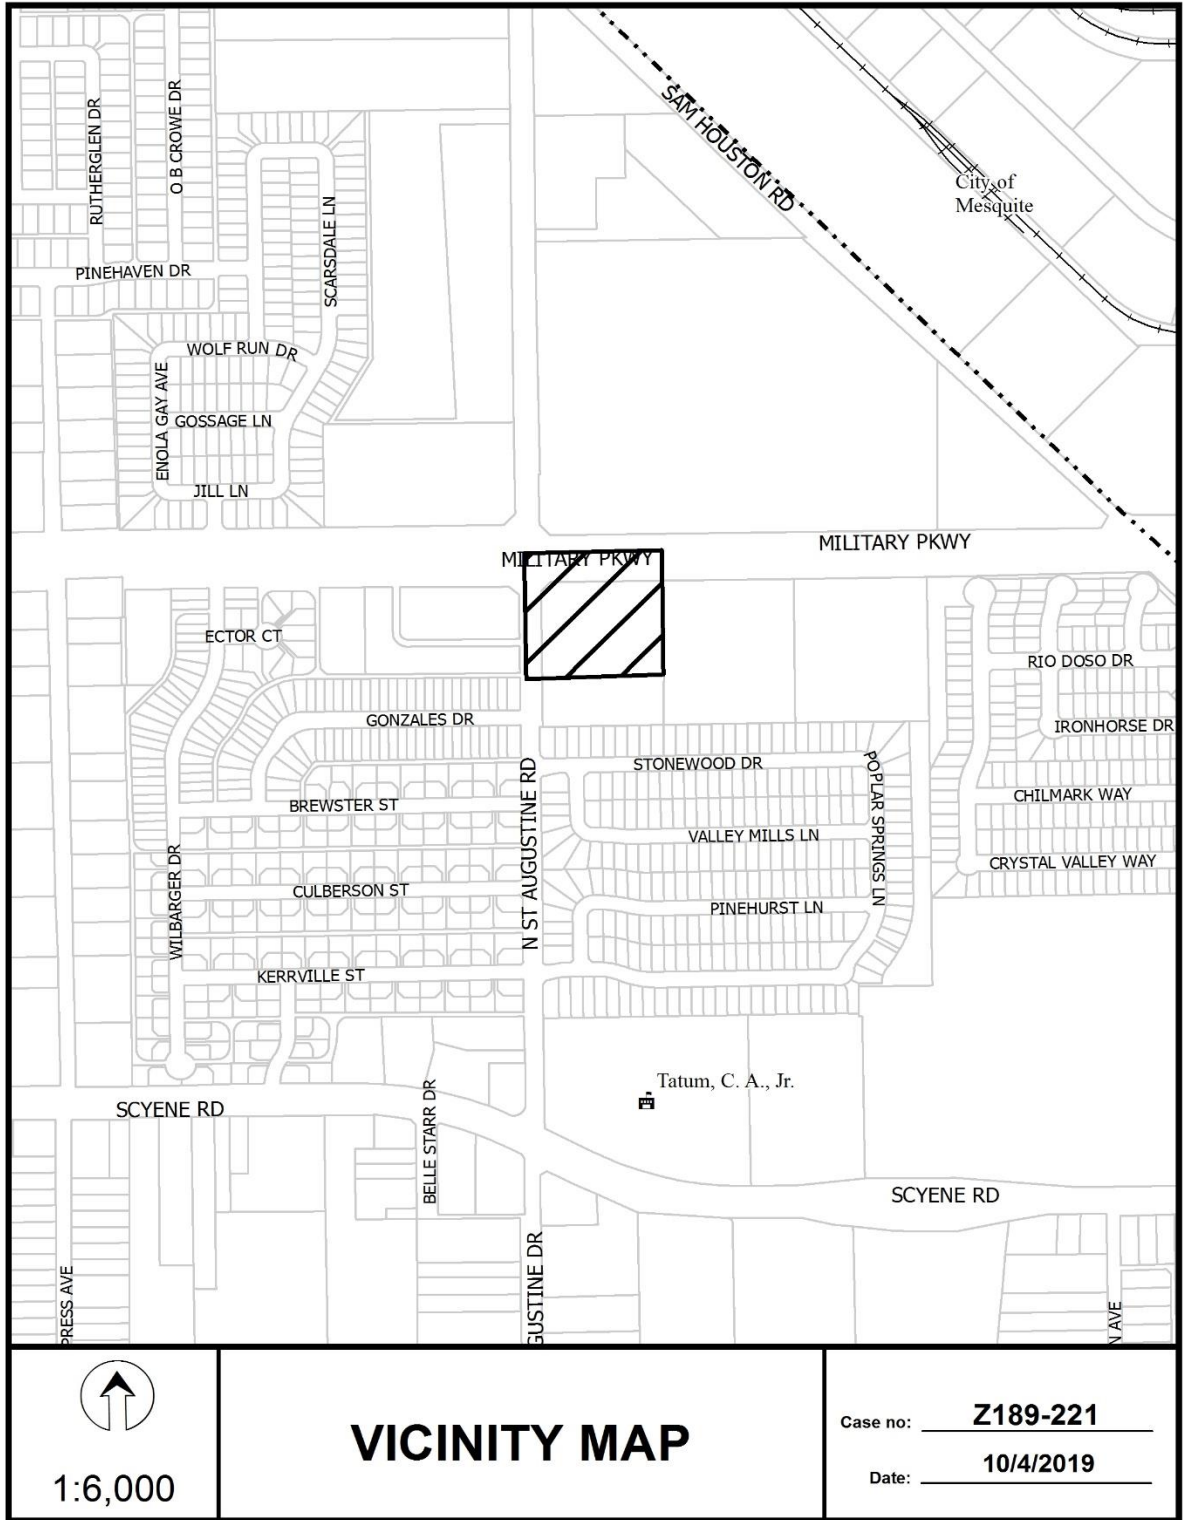 SAM HOUSTON RD
RUTHERGLEN DR
O B CROWE DR
City of
Mesquite
SCARSDALE LN
PINEHAVEN DR
WOLF RUN DR
ENOLA GAY AVE
GOSSAGE LN
JILL LN
MILITARY PKWY
MILITARY PKWY
ECTOR CT
RIO DOSO DR
GONZALES DR
IRONHORSE DR
STONEWOOD DR
POPLAR SPRINGS LN
N ST AUGUSTINE RD
BREWSTER ST
CHILMARK WAY
VALLEY MILLS LN
WILBARGER DR
CRYSTAL VALLEY WAY
CULBERSON ST
PINEHURST LN
KERRVILLE ST
Tatum, C. A., Jr.
SCYENE RD
BELLE STARR DR
SCYENE RD
GUSTINE DR
PRESS AVE
N AVE
1:6,000
VICINITY MAP
Case no: Z189-221
Date: 10/4/2019